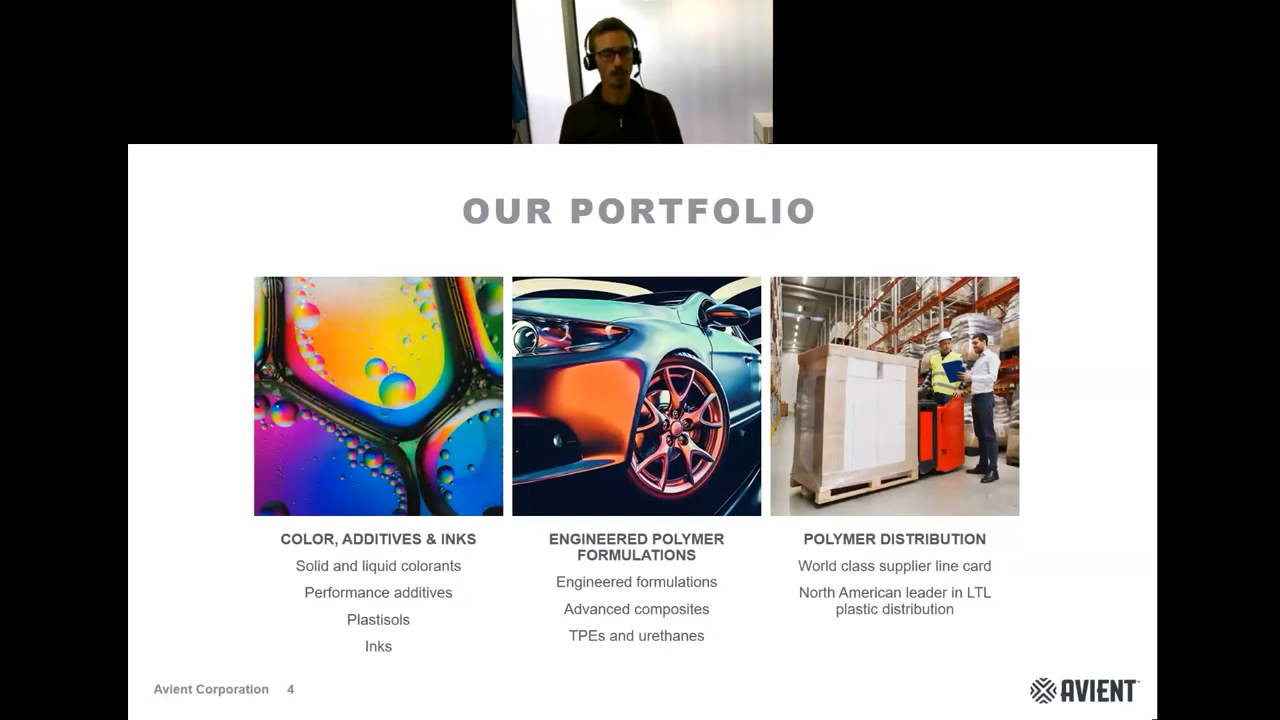 OUR PORTFOLIO
COLOR, ADDITIVES & INKS
Solid and liquid colorants
Performance additives
Plastisols
Inks
ENGINEERED POLYMER
FORMULATIONS
Engineered formulations
Advanced composites
TPEs and urethanes
POLYMER DISTRIBUTION
World class supplier line card
North American leader in LTL
plastic distribution
Avient Corporation 4
AVIENT